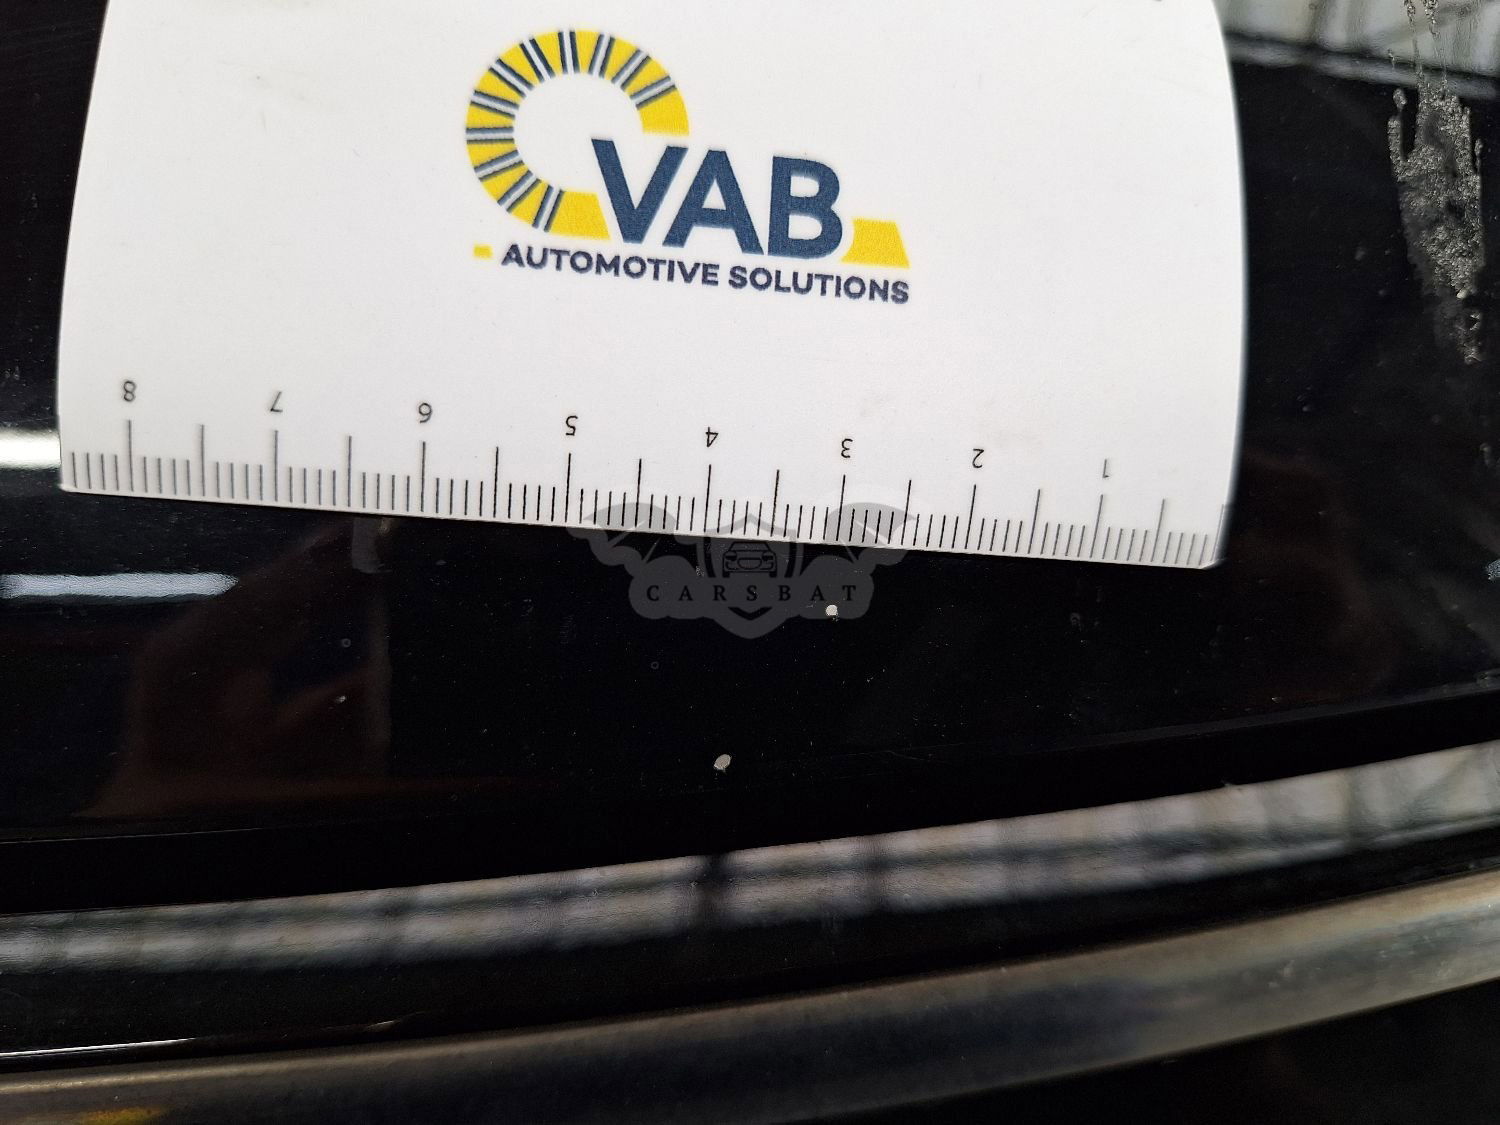 VAB
AUTOMOTIVE SOLUTIONS
8 7 6 5 4 3 2 1
CARSBAT